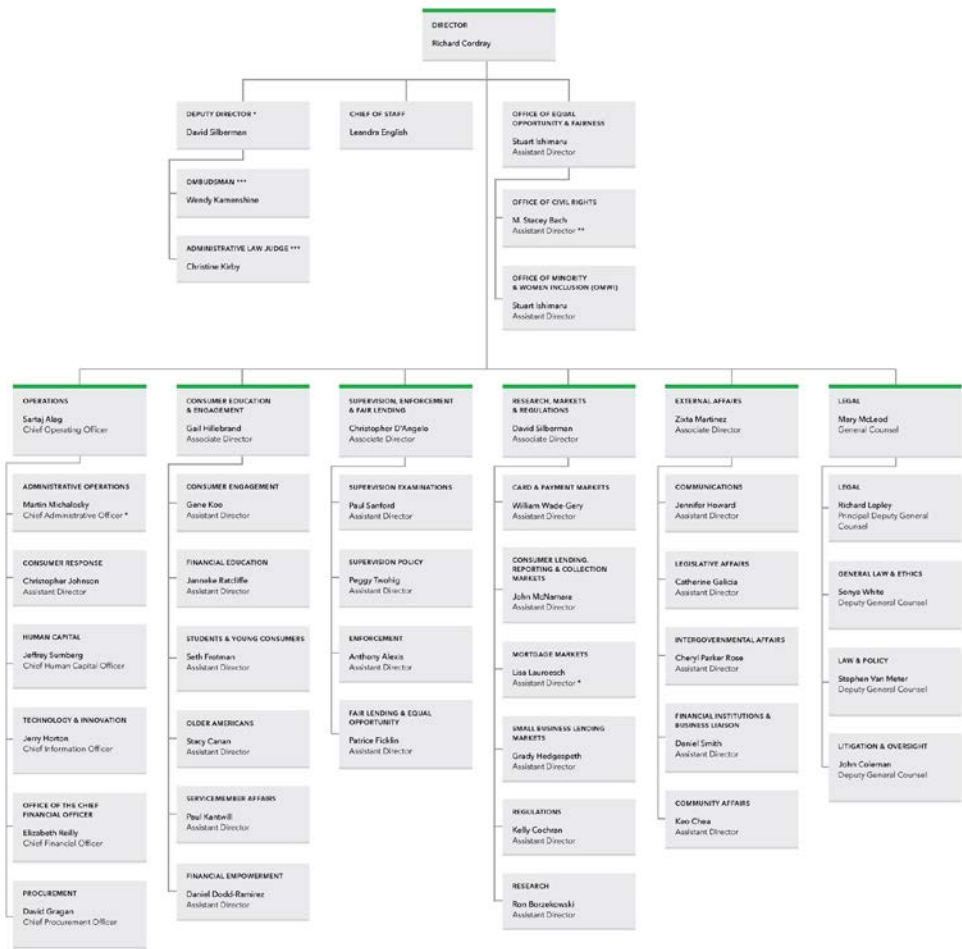 DIRECTOR
Richard Cordray
DEPUTY DIRECTOR *
David Silberman
CHIEF OF STAFF
Leandra English
OFFICE OF EQUAL
OPPORTUNITY & FAIRNESS
Stuart Ishimaru
Assistant Director
OMBUDSMAN ***
Wendy Kamenshine
ADMINISTRATIVE LAW JUDGE ***
Christine Kirby
OFFICE OF CIVIL RIGHTS
M. Stacey Bach
Assistant Director **
OFFICE OF MINORITY
& WOMEN INCLUSION (OMWI)
Stuart Ishimaru
Assistant Director
OPERATIONS
Sartaj Alag
Chief Operating Officer
ADMINISTRATIVE OPERATIONS
Martin Michalosky
Chief Administrative Officer *
CONSUMER RESPONSE
Christopher Johnson
Assistant Director
HUMAN CAPITAL
Jeffrey Sumberg
Chief Human Capital Officer
TECHNOLOGY & INNOVATION
Jerry Horton
Chief Information Officer
OFFICE OF THE CHIEF
FINANCIAL OFFICER
Elizabeth Reilly
Chief Financial Officer
PROCUREMENT
David Gragan
Chief Procurement Officer
CONSUMER EDUCATION
& ENGAGEMENT
Gail Hillebrand
Associate Director
CONSUMER ENGAGEMENT
Gene Koo
Assistant Director
FINANCIAL EDUCATION
Janneke Ratcliffe
Assistant Director
STUDENTS & YOUNG CONSUMERS
Seth Frotman
Assistant Director
OLDER AMERICANS
Stacy Canan
Assistant Director
SERVICEMEMBER AFFAIRS
Paul Kantwill
Assistant Director
FINANCIAL EMPOWERMENT
Daniel Dodd-Ramirez
Assistant Director
SUPERVISION, ENFORCEMENT
& FAIR LENDING
Christopher D'Angelo
Associate Director
SUPERVISION EXAMINATIONS
Paul Sanford
Assistant Director
SUPERVISION POLICY
Peggy Twohig
Assistant Director
ENFORCEMENT
Anthony Alexis
Assistant Director
FAIR LENDING & EQUAL
OPPORTUNITY
Patrice Ficklin
Assistant Director
RESEARCH, MARKETS
& REGULATIONS
David Silberman
Associate Director
CARD & PAYMENT MARKETS
William Wade-Gery
Assistant Director
CONSUMER LENDING,
REPORTING & COLLECTION
MARKETS
John McNamara
Assistant Director
MORTGAGE MARKETS
Lisa Lauroesch
Assistant Director *
SMALL BUSINESS LENDING
MARKETS
Grady Hedgespeth
Assistant Director
REGULATIONS
Kelly Cochran
Assistant Director
RESEARCH
Ron Borzekowski
Assistant Director
EXTERNAL AFFAIRS
Zixta Martinez
Associate Director
COMMUNICATIONS
Jennifer Howard
Assistant Director
LEGISLATIVE AFFAIRS
Catherine Galicia
Assistant Director
INTERGOVERNMENTAL AFFAIRS
Cheryl Parker Rose
Assistant Director
FINANCIAL INSTITUTIONS &
BUSINESS LIAISON
Daniel Smith
Assistant Director
COMMUNITY AFFAIRS
Keo Chea
Assistant Director
LEGAL
Mary McLeod
General Counsel
LEGAL
Richard Lepley
Principal Deputy General
Counsel
GENERAL LAW & ETHICS
Sonya White
Deputy General Counsel
LAW & POLICY
Stephen Van Meter
Deputy General Counsel
LITIGATION & OVERSIGHT
John Coleman
Deputy General Counsel